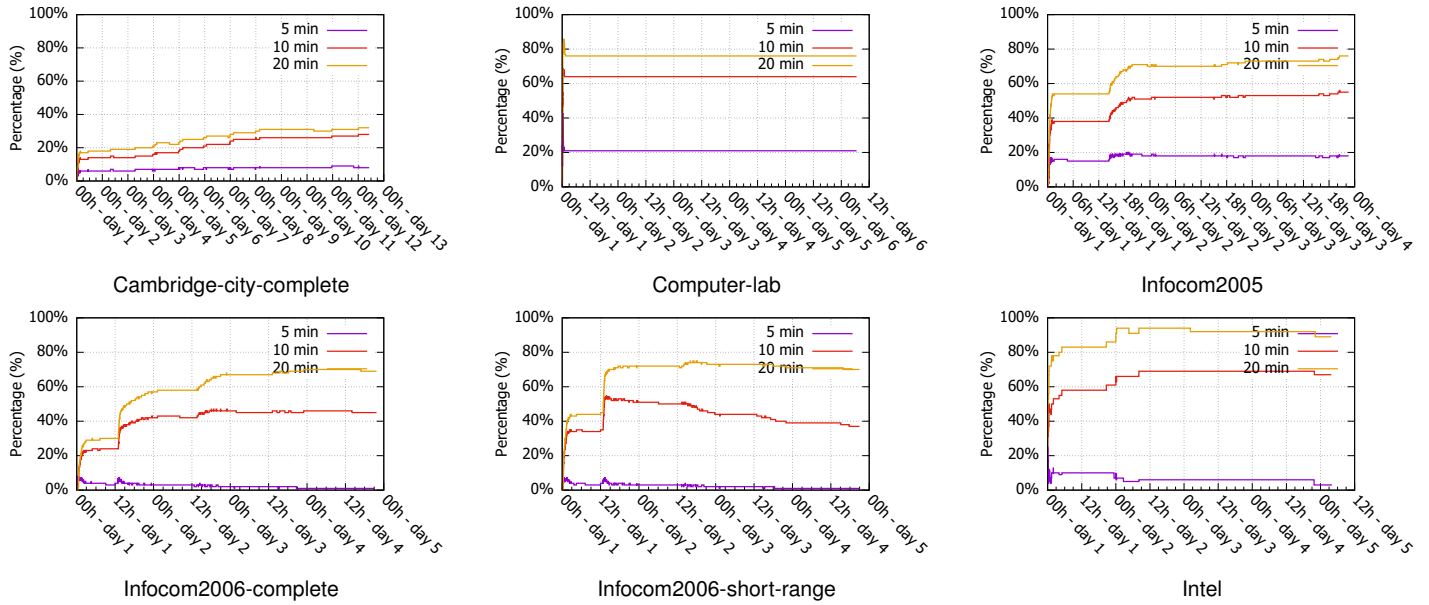 Percentage (%)
100%
80%
60%
40%
20%
0%
5 min
10 min
20 min
00h - day 1
00h - day 2
00h - day 3
00h - day 4
00h - day 5
00h - day 6
00h - day 7
00h - day 8
00h - day 9
00h - day 10
00h - day 11
00h - day 12
00h - day 13
Cambridge-city-complete
Percentage (%)
100%
80%
60%
40%
20%
0%
5 min
10 min
20 min
00h - day 1
12h - day 1
00h - day 2
12h - day 2
00h - day 3
12h - day 3
00h - day 4
12h - day 4
00h - day 5
12h - day 5
00h - day 6
12h - day 6
Computer-lab
Percentage (%)
100%
80%
60%
40%
20%
0%
5 min
10 min
20 min
00h - day 1
06h - day 1
12h - day 1
18h - day 1
00h - day 2
06h - day 2
12h - day 2
18h - day 2
00h - day 3
06h - day 3
12h - day 3
18h - day 3
00h - day 4
Infocom2005
Percentage (%)
100%
80%
60%
40%
20%
0%
5 min
10 min
20 min
00h - day 1
12h - day 1
00h - day 2
12h - day 2
00h - day 3
12h - day 3
00h - day 4
12h - day 4
00h - day 5
Infocom2006-complete
Percentage (%)
100%
80%
60%
40%
20%
0%
5 min
10 min
20 min
00h - day 1
12h - day 1
00h - day 2
12h - day 2
00h - day 3
12h - day 3
00h - day 4
12h - day 4
00h - day 5
Infocom2006-short-range
Percentage (%)
100%
80%
60%
40%
20%
0%
5 min
10 min
20 min
00h - day 1
12h - day 1
00h - day 2
12h - day 2
00h - day 3
12h - day 3
00h - day 4
12h - day 4
00h - day 5
12h - day 5
Intel